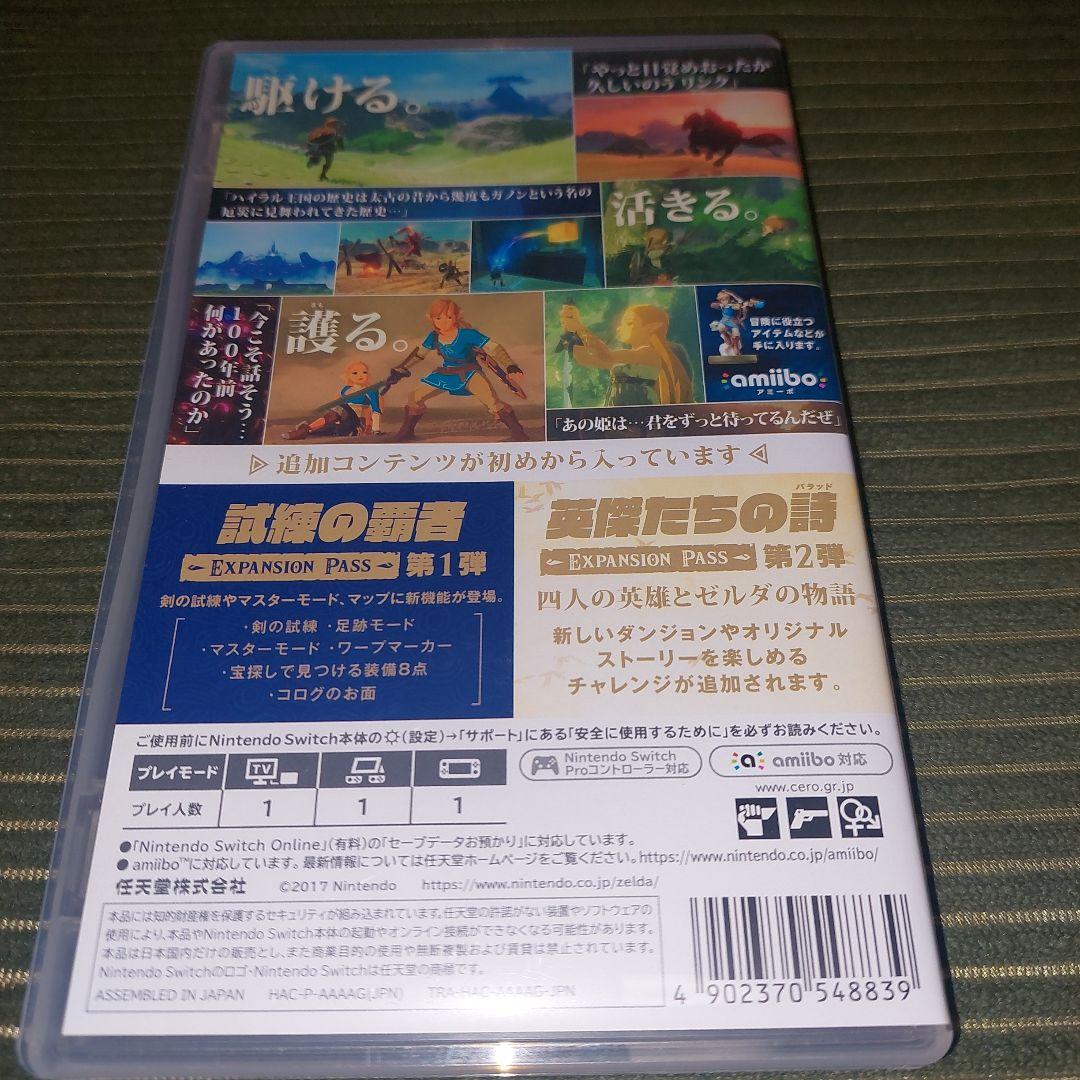 駆ける。
「やっと目覚めおったか
久しいのう リンク」
「ハイラル王国の歴史は太古の昔から幾度もガノンという名の
厄災に見舞われてきた歴史…」
活きる。
「今こそ話そう…
100年前
何があったのか」
まも
護る。
冒険に役立つ
アイテムなどが
手に入ります。
amiibo
アミーボ
「あの姫は…君をずっと待ってるんだぜ」
追加コンテンツが初めから入っています
試練の覇者
EXPANSION PASS 第1弾
剣の試練やマスターモード、マップに新機能が登場。
・剣の試練 ・足跡モード
・マスターモード ・ワープマーカー
・宝探しで見つける装備8点
・コログのお面
バラッド
英傑たちの詩
EXPANSION PASS 第2弾
四人の英雄とゼルダの物語
新しいダンジョンやオリジナル
ストーリーを楽しめる
チャレンジが追加されます。
ご使用前にNintendo Switch本体の(設定)→「サポート」にある「安全に使用するために」を必ずお読みください。
プレイモード TV
プレイ人数 1 1 1
Nintendo Switch
Proコントローラー対応
amiibo 対応
www.cero.gr.jp
●「Nintendo Switch Online」(有料)の「セーブデータお預かり」に対応しています。
●amiibo™に対応しています。最新情報については任天堂ホームページをご覧ください。https://www.nintendo.co.jp/amiibo/
任天堂株式会社 ©2017 Nintendo https://www.nintendo.co.jp/zelda/
本品には知的財産権を保護するセキュリティが組み込まれています。任天堂の許諾がない装置やソフトウェアの
使用により、本品やNintendo Switch本体の起動やオンライン接続ができなくなる可能性があります。
本品は日本国内だけの販売とし、また商業目的の使用や無断複製および賃貸は禁止されています。
Nintendo Switchのロゴ・Nintendo Switchは任天堂の商標です。
ASSEMBLED IN JAPAN HAC-P-AAAAG(JPN) TRA-HAC-AAAAG-JPN
4 902370 548839